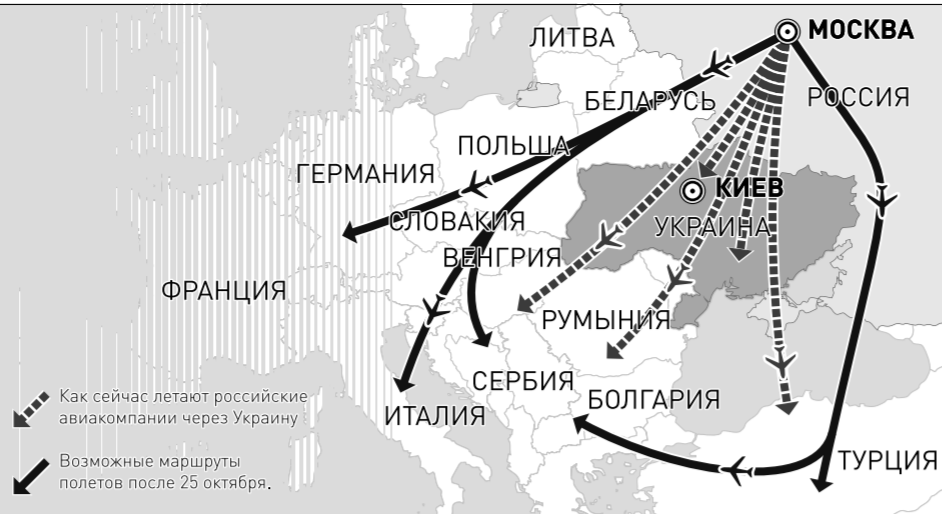 МОСКВА
ЛИТВА
РОССИЯ
БЕЛАРУСЬ
ПОЛЬША
ГЕРМАНИЯ
КИЕВ
СЛОВАКИЯ
УКРАИНА
ВЕНГРИЯ
ФРАНЦИЯ
РУМЫНИЯ
СЕРБИЯ
БОЛГАРИЯ
ИТАЛИЯ
ТУРЦИЯ
Как сейчас летают российские
авиакомпании через Украину
Возможные маршруты
полетов после 25 октября.